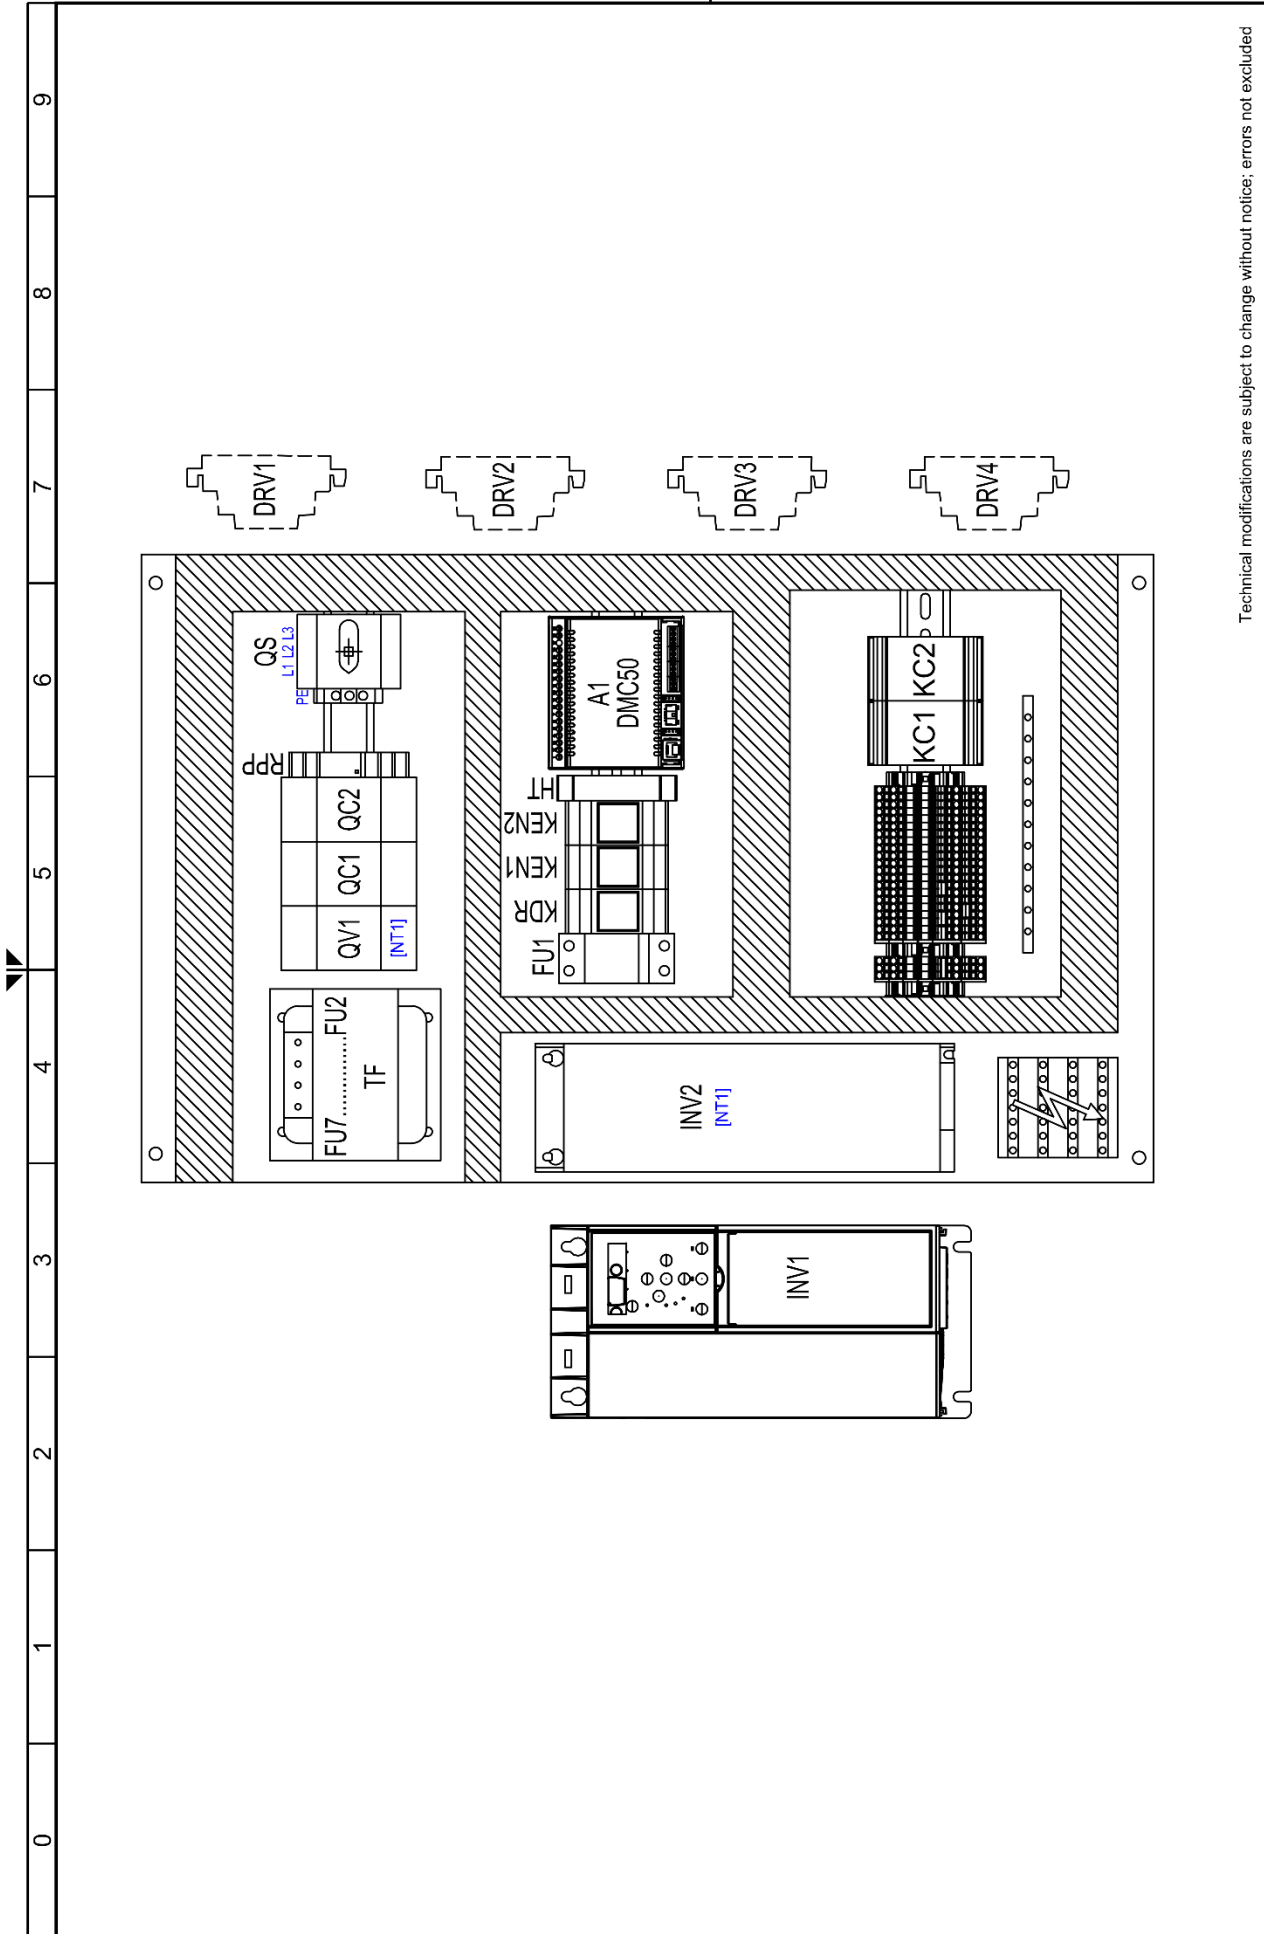 0 1 2 3 4 5 6 7 8 9
FU7..........FU2
TF
QV1
[NT1]
QC1
QC2
RPP
PE
QS
L1 L2 L3
DRV1
FU1
KDR
KEN1
KEN2
HT
A1
DMC50
DRV2
INV1
INV2
[NT1]
DRV3
KC1
KC2
DRV4
Technical modifications are subject to change without notice; errors not excluded